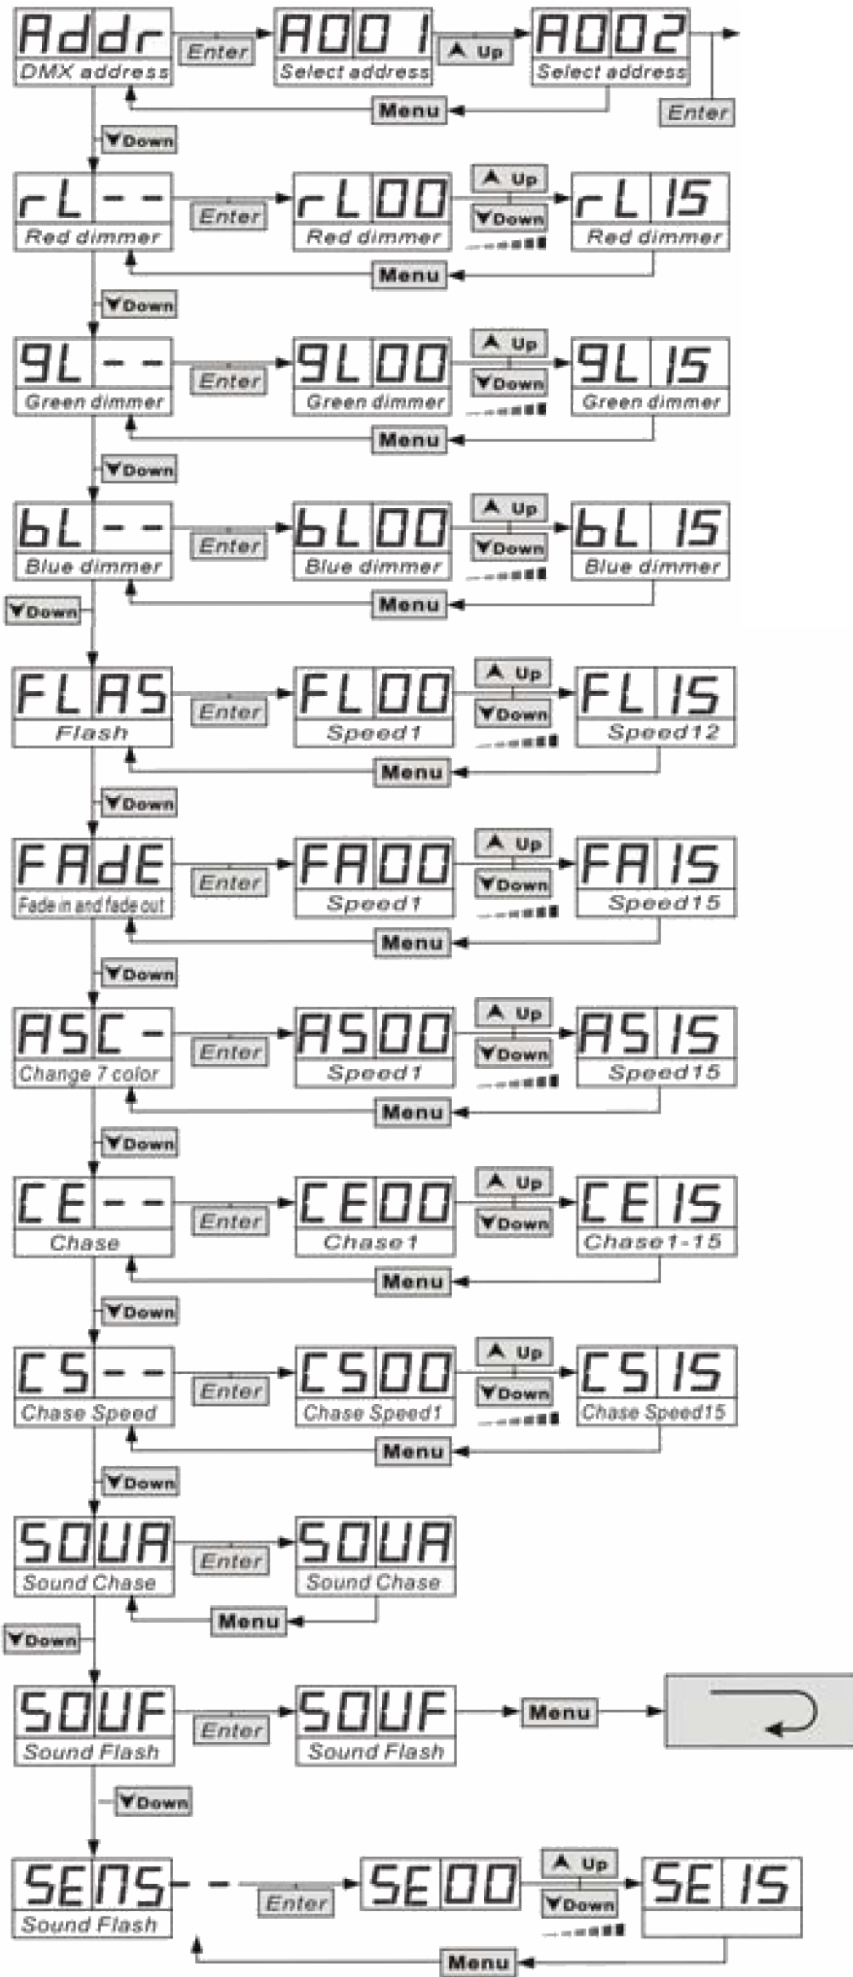 Addr Enter A001 Up A002
DMX address Select address Select address
Menu Enter
Down
rL-- Enter rL00 Up rL15
Down
Red dimmer Red dimmer Red dimmer
Menu
Down
gL-- Enter gL00 Up gL15
Down
Green dimmer Green dimmer Green dimmer
Menu
Down
bL-- Enter bL00 Up bL15
Down
Blue dimmer Blue dimmer Blue dimmer
Menu
Down
FLAS Enter FL00 Up FL15
Down
Flash Speed1 Speed12
Menu
Down
FAdE Enter FA00 Up FA15
Down
Fade in and fade out Speed1 Speed15
Menu
Down
ASC- Enter AS00 Up AS15
Down
Change 7 color Speed1 Speed15
Menu
Down
CE-- Enter CE00 Up CE15
Down
Chase Chase1 Chase1-15
Menu
Down
CS-- Enter CS00 Up CS15
Down
Chase Speed Chase Speed1 Chase Speed15
Menu
Down
SOUA Enter SOUA
Sound Chase Sound Chase
Menu
Down
SOUF Enter SOUF Menu
Sound Flash Sound Flash
Down
SENS-- Enter SE00 Up SE15
Down
Sound Flash
Menu